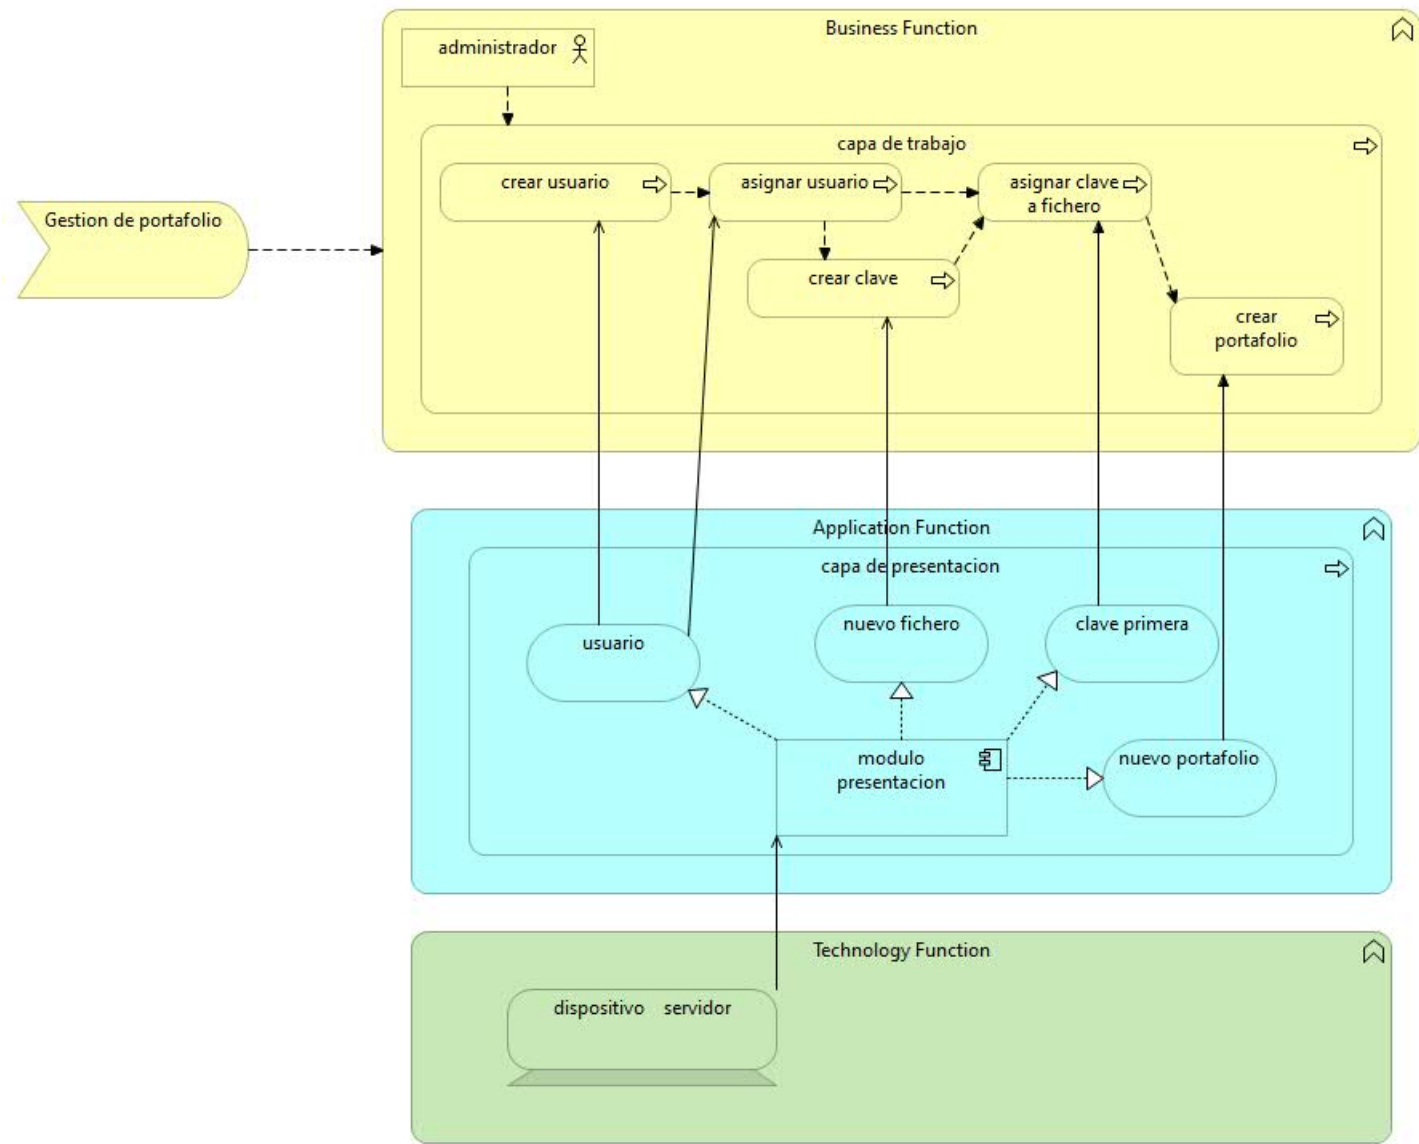 Business Function
administrador
capa de trabajo
crear usuario
asignar usuario
asignar clave
a fichero
Gestion de portafolio
crear clave
crear
portafolio
Application Function
capa de presentacion
usuario
nuevo fichero
clave primera
modulo
presentacion
nuevo portafolio
Technology Function
dispositivo servidor